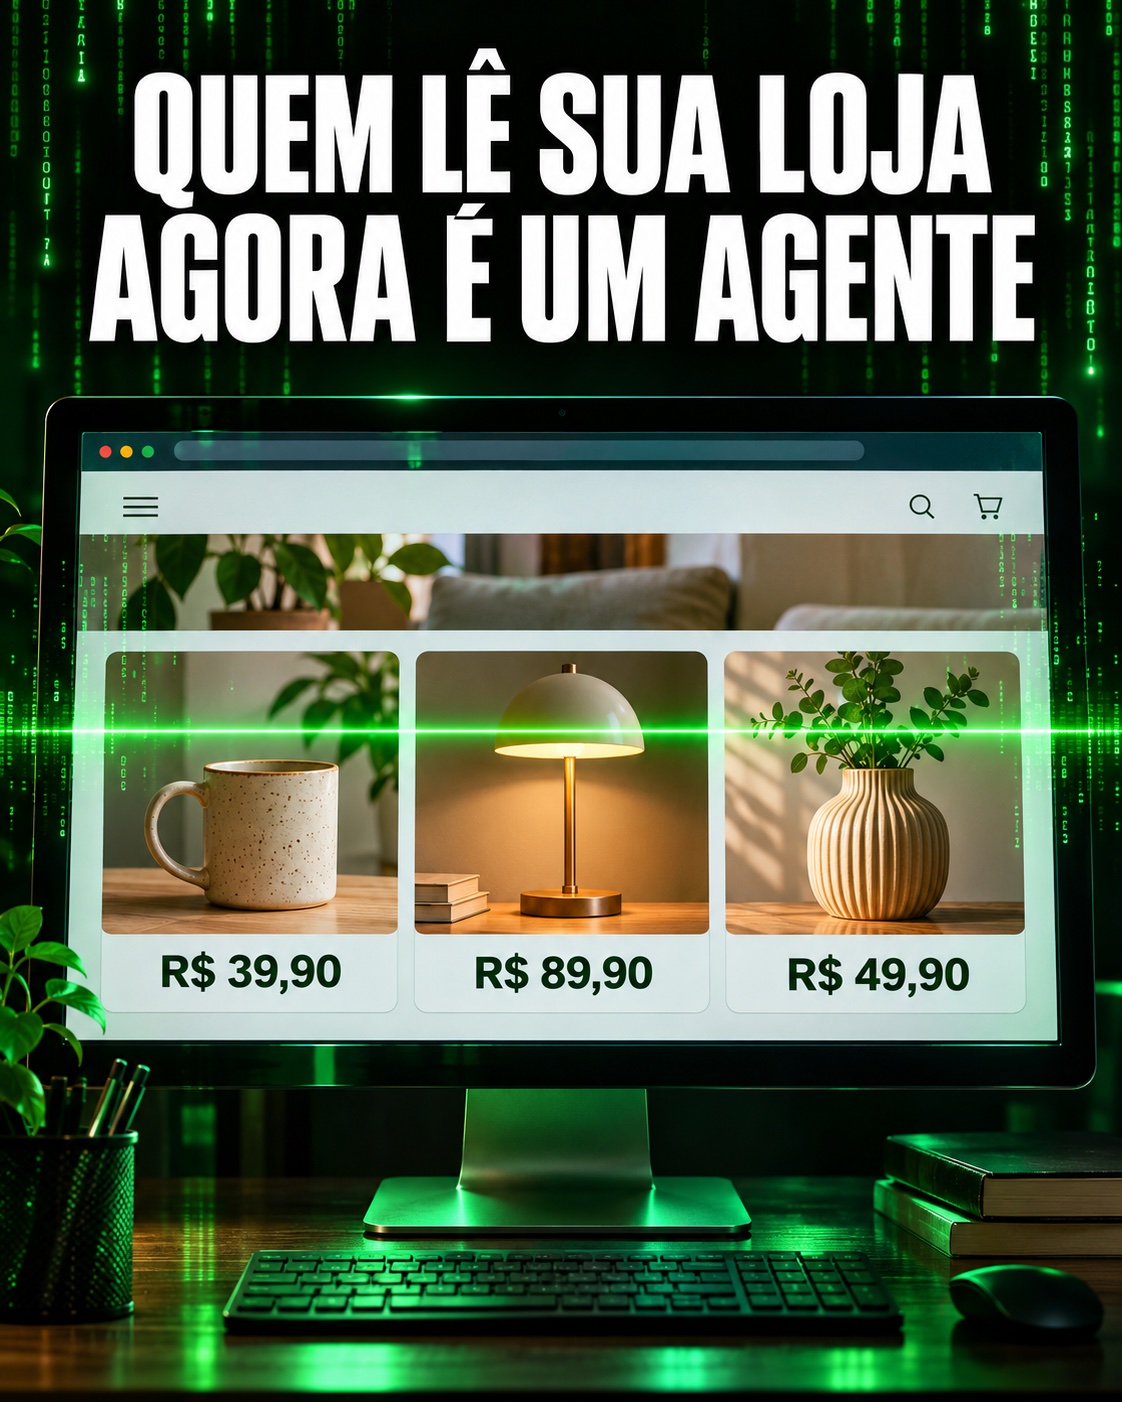 QUEM LÊ SUA LOJA
AGORA É UM AGENTE
R$ 39,90
R$ 89,90
R$ 49,90